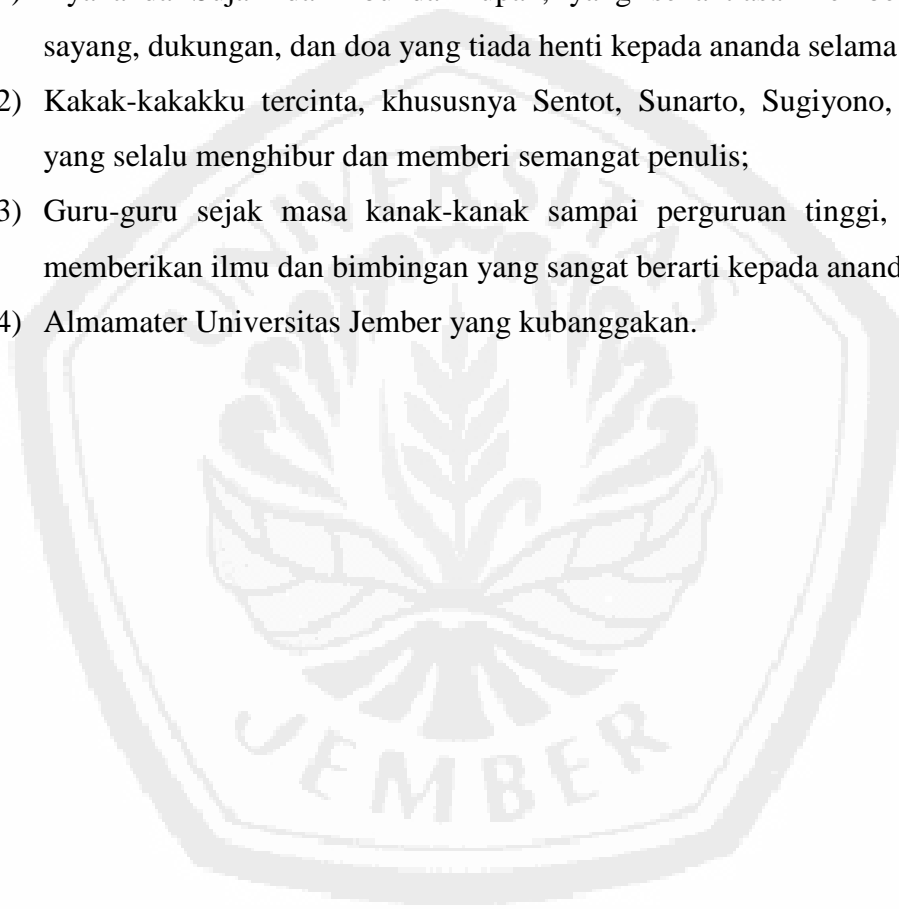 sayang, dukungan, dan doa yang tiada henti kepada ananda selama
2) Kakak-kakakku tercinta, khususnya Sentot, Sunarto, Sugiyono,
yang selalu menghibur dan memberi semangat penulis;
3) Guru-guru sejak masa kanak-kanak sampai perguruan tinggi,
memberikan ilmu dan bimbingan yang sangat berarti kepada
4) Almamater Universitas Jember yang kubanggakan.
UNIVERSITAS
JEMBER